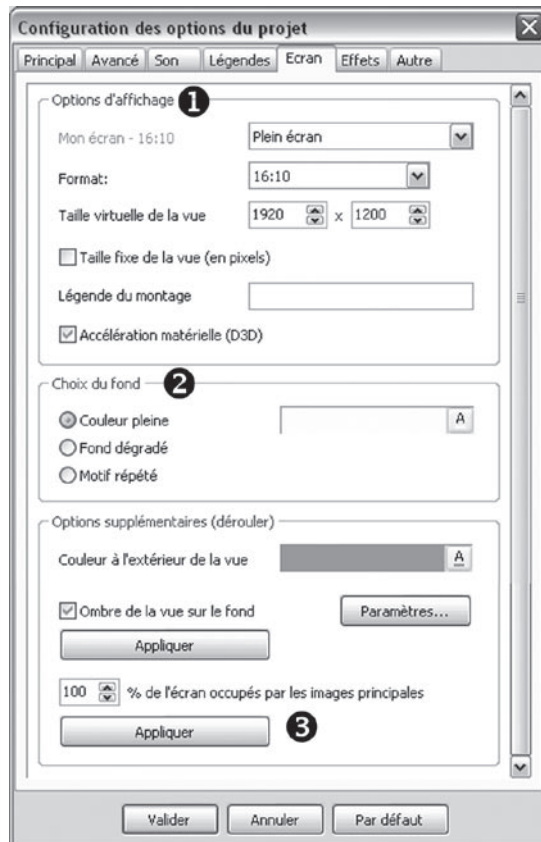 Configuration des options du projet
Principal Avancé Son Légendes Ecran Effets Autre
Options d'affichage 1
Mon écran - 16:10 Plein écran
Format: 16:10
Taille virtuelle de la vue 1920 x 1200
Taille fixe de la vue (en pixels)
Légende du montage
Accélération matérielle (D3D)
Choix du fond 2
Couleur pleine A
Fond dégradé
Motif répété
Options supplémentaires (dérouler)
Couleur à l'extérieur de la vue A
Ombre de la vue sur le fond Paramètres...
Appliquer
100 % de l'écran occupés par les images principales
Appliquer 3
Valider Annuler Par défaut